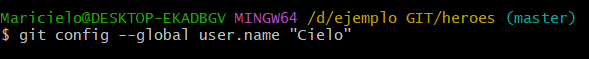 Maricielo@DESKTOP-EKADBGV MINGW64 /d/ejemplo GIT/heroes (master)
$ git config --global user.name "Cielo"